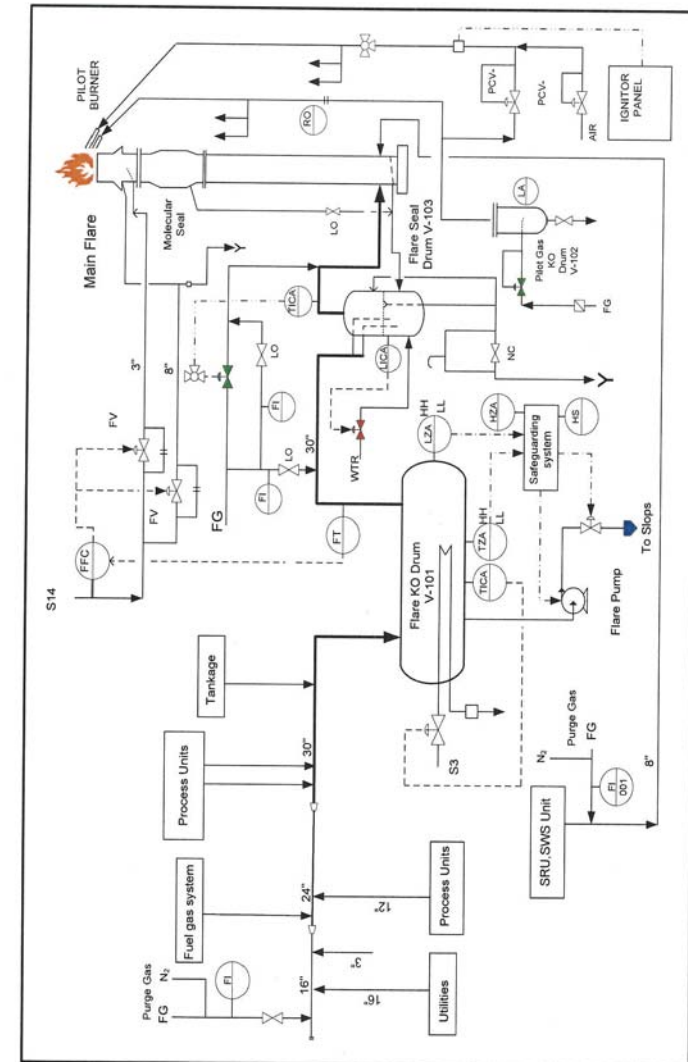 Main Flare
PILOT
BURNER
Molecular
Seal
Flare Seal
Drum V-103
3"
8"
FV
FV
FFC
S14
FG
FI
FI
LO
LO
LO
TICA
RO
PCV-
PCV-
AIR
IGNITOR
PANEL
LA
Pilot Gas
KO
Drum
V-102
FG
NC
LICA
WTR
30"
FT
LZA
HH
LL
HZA
HS
Safeguarding
system
Flare KO Drum
V-101
TZA
HH
LL
TICA
Flare Pump
To Slops
S3
Tankage
30"
Process Units
Fuel gas system
24"
12"
Process Units
3"
16"
16"
Utilities
Purge Gas
N2
FG
FI
SRU,SWS Unit
Purge Gas
N2
FG
FI
001
8"